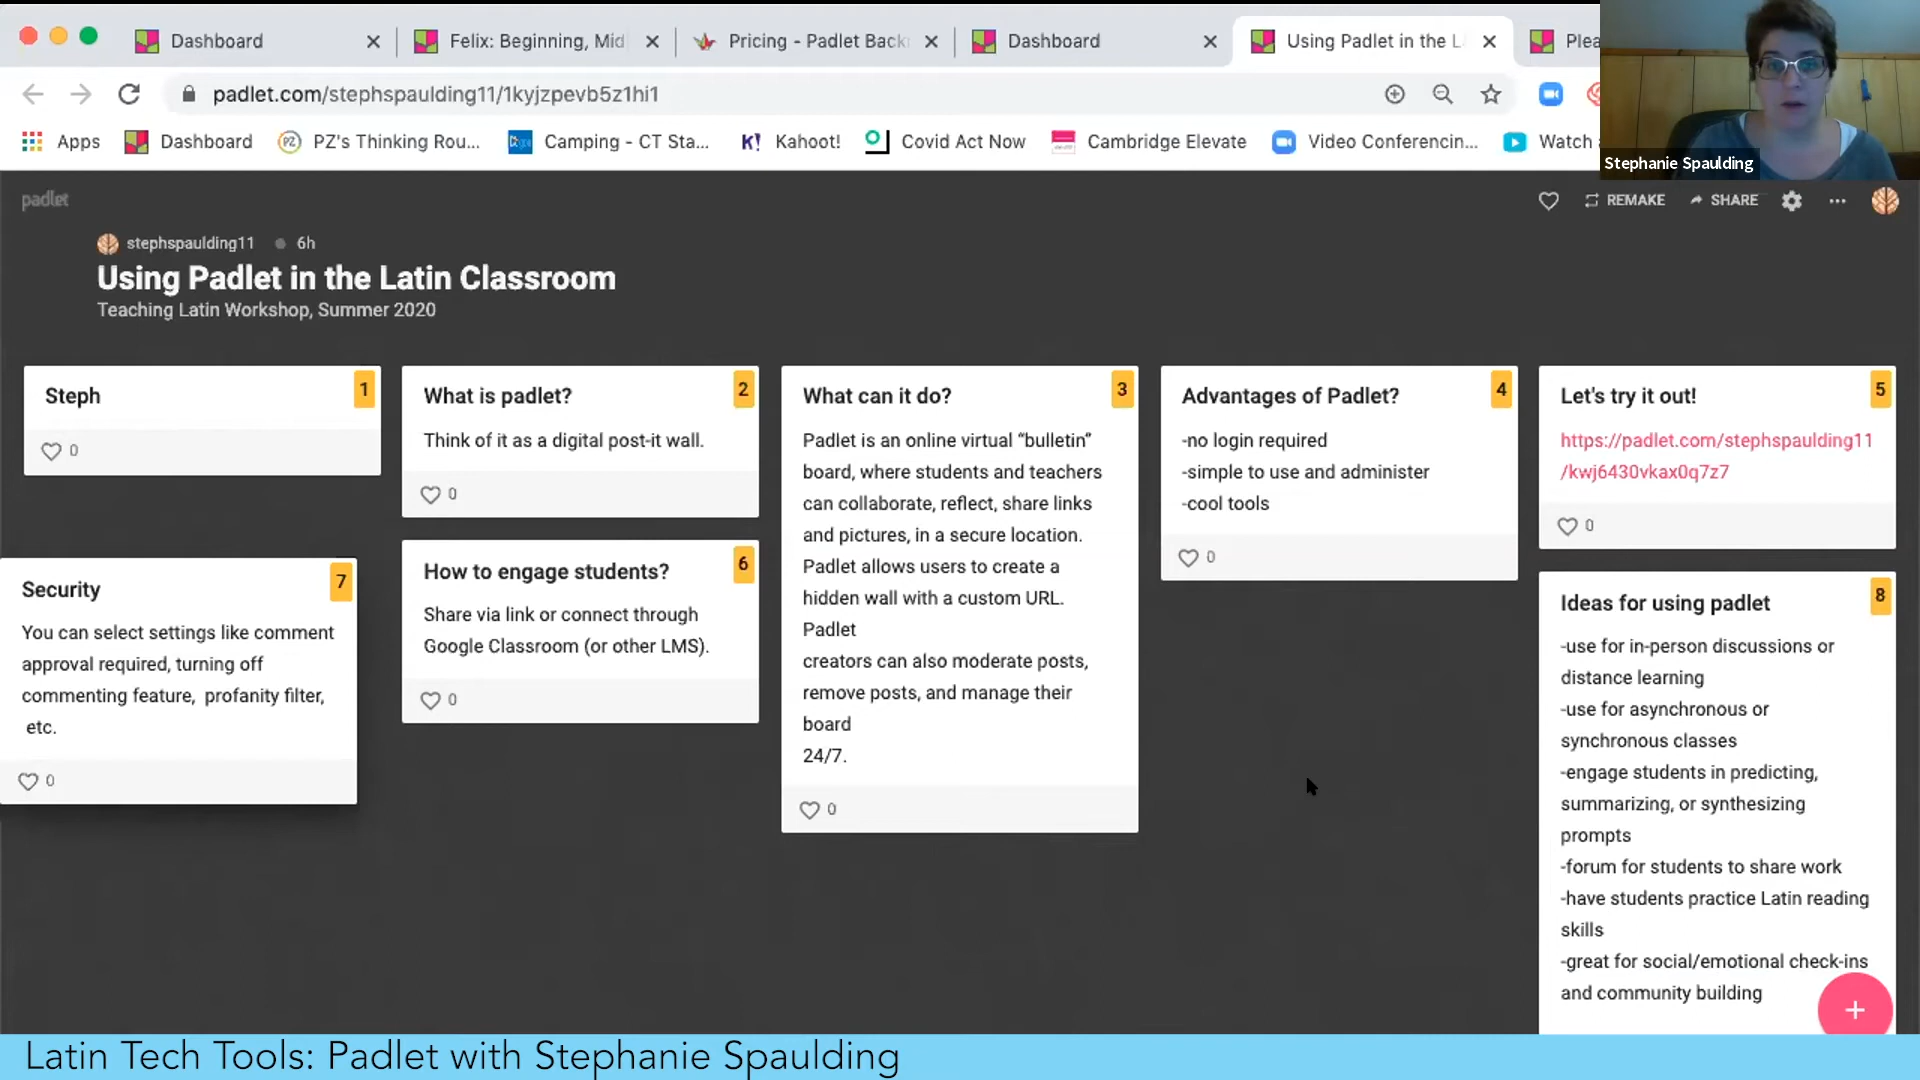 Dashboard
Felix: Beginning, Mid
Pricing - Padlet Back
Dashboard
Using Padlet in the L
Plea
padlet.com/stephspaulding11/1kyjzpevb5z1hi1
Apps
Dashboard
PZ's Thinking Rou...
Camping - CT Sta...
K! Kahoot!
Covid Act Now
Cambridge Elevate
Video Conferencin...
Watch
Stephanie Spaulding
padlet
REMAKE
SHARE
stephspaulding11 6h
Using Padlet in the Latin Classroom
Teaching Latin Workshop, Summer 2020
Steph
1
0
What is padlet?
2
Think of it as a digital post-it wall.
0
What can it do?
3
Padlet is an online virtual “bulletin”
board, where students and teachers
can collaborate, reflect, share links
and pictures, in a secure location.
Padlet allows users to create a
hidden wall with a custom URL.
Padlet
creators can also moderate posts,
remove posts, and manage their
board
24/7.
0
Advantages of Padlet?
4
-no login required
-simple to use and administer
-cool tools
0
Let's try it out!
5
https://padlet.com/stephspaulding11
/kwj6430vkax0q7z7
0
How to engage students?
6
Share via link or connect through
Google Classroom (or other LMS).
0
Security
7
You can select settings like comment
approval required, turning off
commenting feature, profanity filter,
etc.
0
Ideas for using padlet
8
-use for in-person discussions or
distance learning
-use for asynchronous or
synchronous classes
-engage students in predicting,
summarizing, or synthesizing
prompts
-forum for students to share work
-have students practice Latin reading
skills
-great for social/emotional check-ins
and community building
Latin Tech Tools: Padlet with Stephanie Spaulding